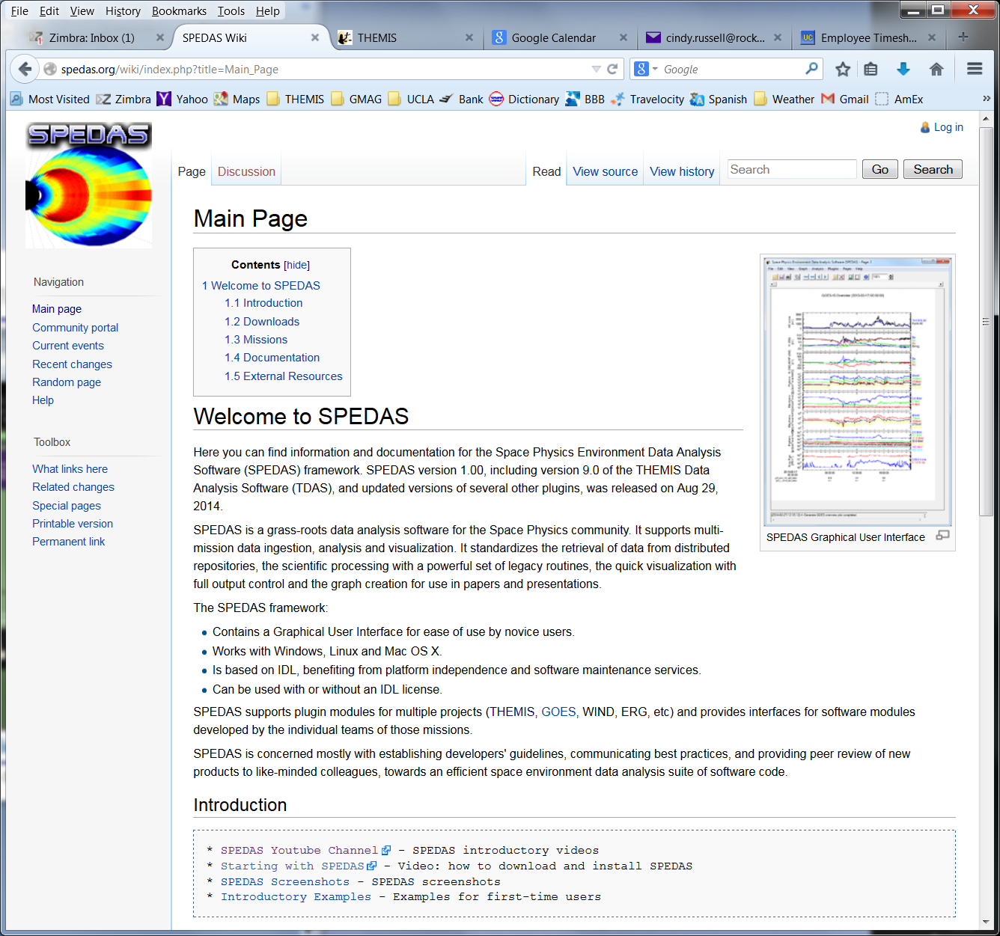 File Edit View History Bookmarks Tools Help
Zimbra: Inbox (1) SPEDAS Wiki THEMIS Google Calendar cindy.russell@rock... Employee Timesh...
spedas.org/wiki/index.php?title=Main_Page Google
Most Visited Zimbra Yahoo Maps THEMIS GMAG UCLA Bank Dictionary BBB Travelocity Spanish Weather Gmail AmEx
SPEDAS
Log in
Page Discussion Read View source View history Search Go Search
Navigation
Main page
Community portal
Current events
Recent changes
Random page
Help
Toolbox
What links here
Related changes
Special pages
Printable version
Permanent link
Main Page
Contents [hide]
1 Welcome to SPEDAS
1.1 Introduction
1.2 Downloads
1.3 Missions
1.4 Documentation
1.5 External Resources
SPEDAS Graphical User Interface
Welcome to SPEDAS
Here you can find information and documentation for the Space Physics Environment Data Analysis
Software (SPEDAS) framework. SPEDAS version 1.00, including version 9.0 of the THEMIS Data
Analysis Software (TDAS), and updated versions of several other plugins, was released on Aug 29,
2014.
SPEDAS is a grass-roots data analysis software for the Space Physics community. It supports multi-
mission data ingestion, analysis and visualization. It standardizes the retrieval of data from distributed
repositories, the scientific processing with a powerful set of legacy routines, the quick visualization with
full output control and the graph creation for use in papers and presentations.
The SPEDAS framework:
Contains a Graphical User Interface for ease of use by novice users.
Works with Windows, Linux and Mac OS X.
Is based on IDL, benefiting from platform independence and software maintenance services.
Can be used with or without an IDL license.
SPEDAS supports plugin modules for multiple projects (THEMIS, GOES, WIND, ERG, etc) and provides interfaces for software modules
developed by the individual teams of those missions.
SPEDAS is concerned mostly with establishing developers' guidelines, communicating best practices, and providing peer review of new
products to like-minded colleagues, towards an efficient space environment data analysis suite of software code.
Introduction
* SPEDAS Youtube Channel - SPEDAS introductory videos
* Starting with SPEDAS - Video: how to download and install SPEDAS
* SPEDAS Screenshots - SPEDAS screenshots
* Introductory Examples - Examples for first-time users